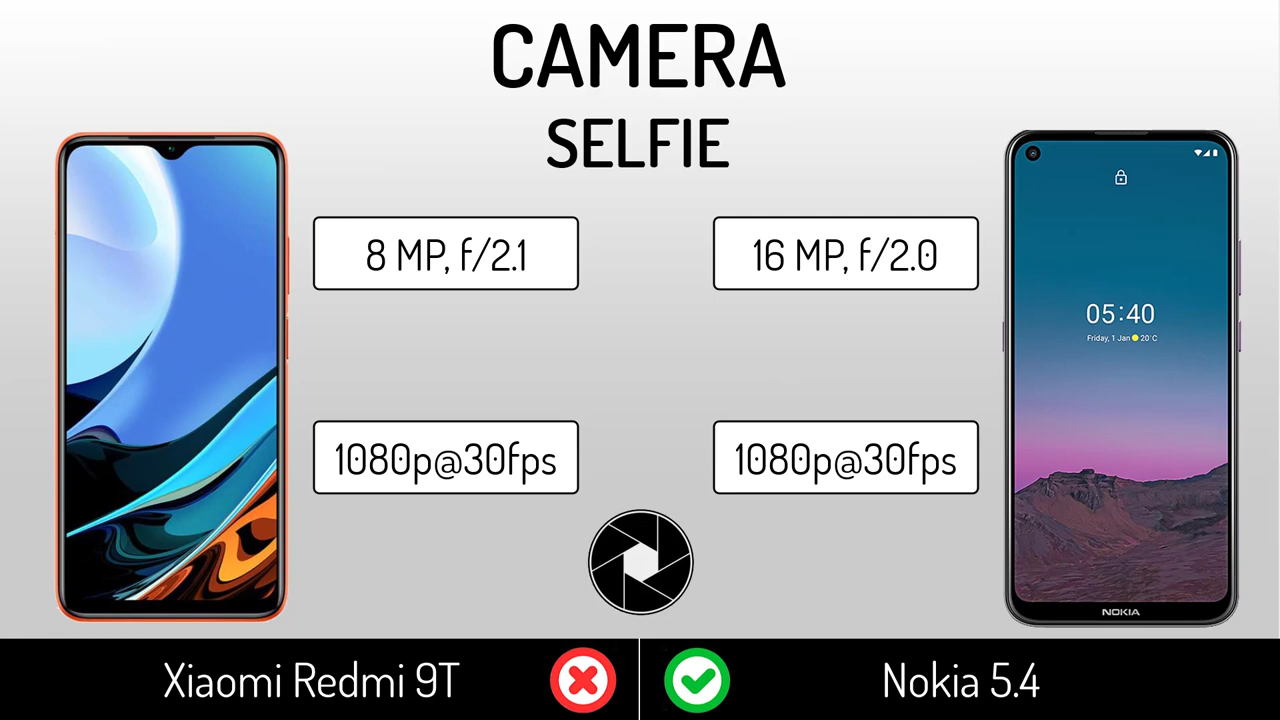 CAMERA
SELFIE
8 MP, f/2.1
16 MP, f/2.0
05:40
Friday, 1 Jan 20°C
1080p@30fps
1080p@30fps
NOKIA
Xiaomi Redmi 9T
Nokia 5.4